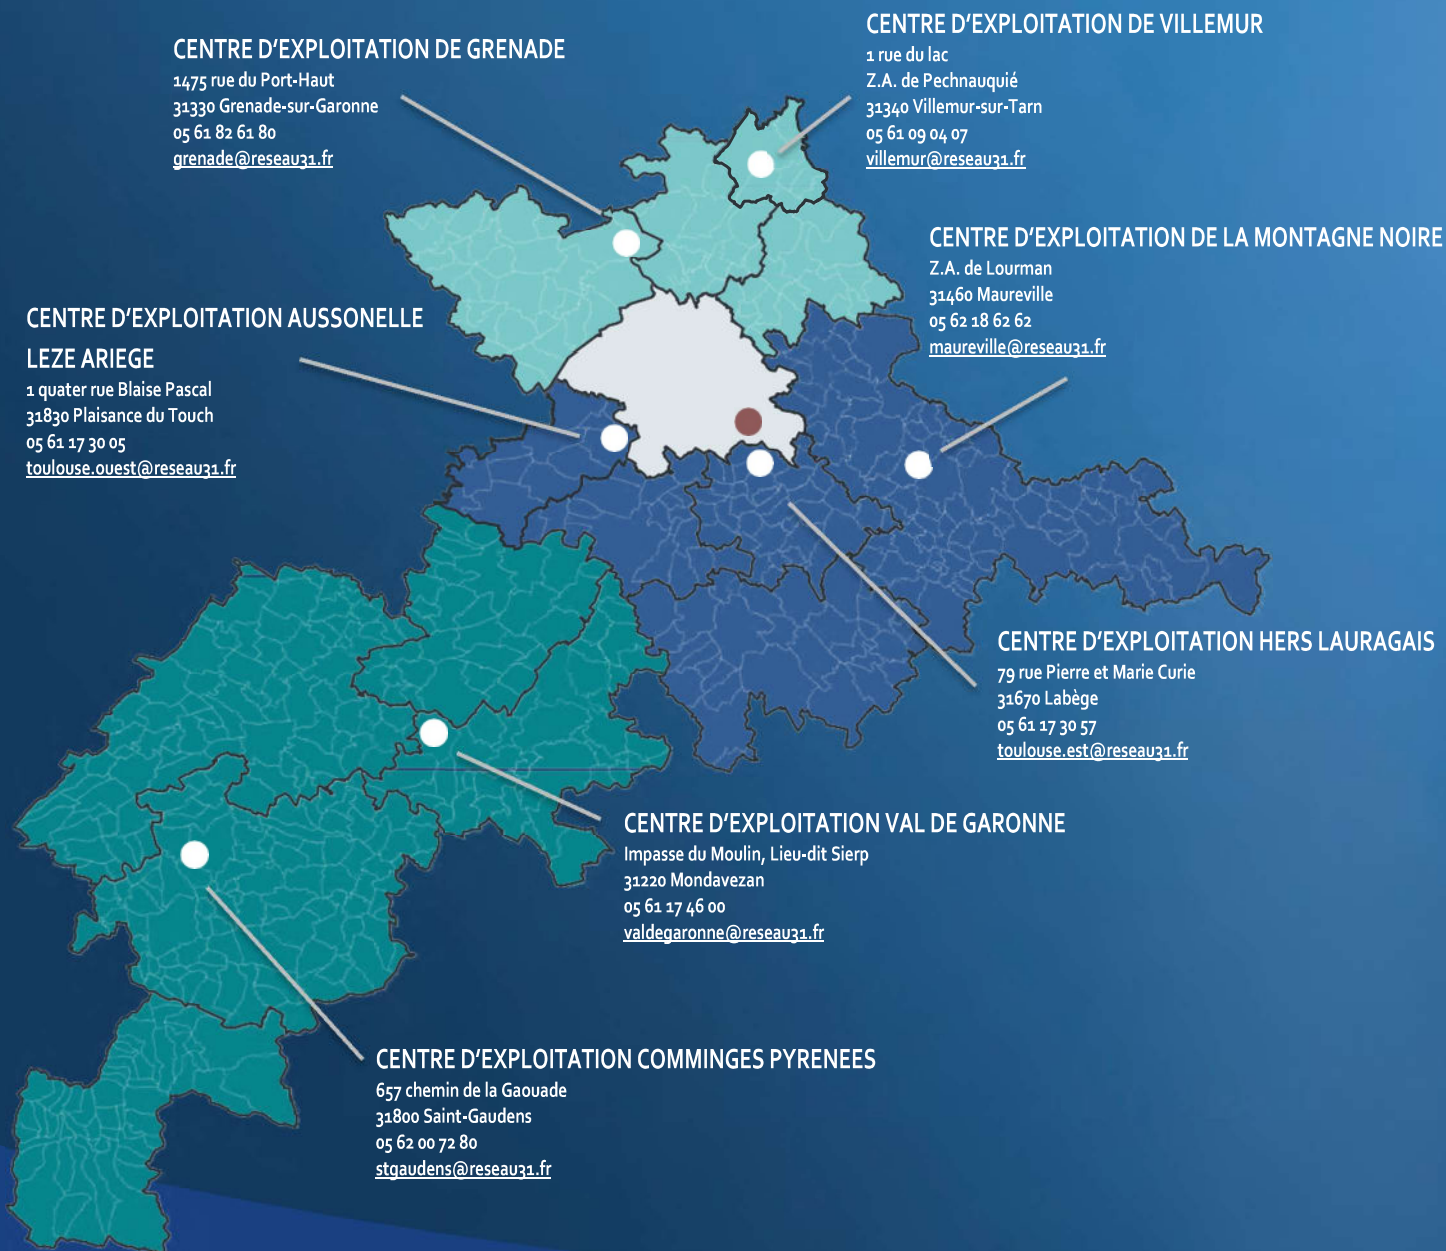 CENTRE D'EXPLOITATION DE VILLEMUR
1 rue du lac
Z.A. de Pechnauquié
31340 Villemur-sur-Tarn
05 61 09 04 07
villemur@reseau31.fr
CENTRE D'EXPLOITATION DE GRENADE
1475 rue du Port-Haut
31330 Grenade-sur-Garonne
05 61 82 61 80
grenade@reseau31.fr
CENTRE D'EXPLOITATION DE LA MONTAGNE NOIRE
Z.A. de Lourman
31460 Maureville
05 62 18 62 62
maureville@reseau31.fr
CENTRE D'EXPLOITATION AUSSONELLE
LEZE ARIEGE
1 quater rue Blaise Pascal
31830 Plaisance du Touch
05 61 17 30 05
toulouse.ouest@reseau31.fr
CENTRE D'EXPLOITATION HERS LAURAGAIS
79 rue Pierre et Marie Curie
31670 Labège
05 61 17 30 57
toulouse.est@reseau31.fr
CENTRE D'EXPLOITATION VAL DE GARONNE
Impasse du Moulin, Lieu-dit Sierp
31220 Mondavezan
05 61 17 46 00
valdegaronne@reseau31.fr
CENTRE D'EXPLOITATION COMMINGES PYRENEES
657 chemin de la Gaouade
31800 Saint-Gaudens
05 62 00 72 80
stgaudens@reseau31.fr